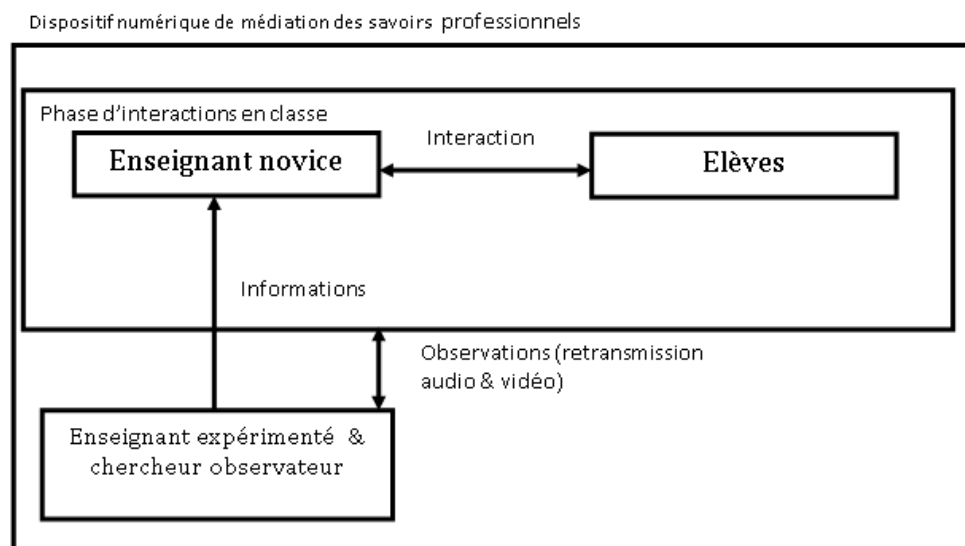 Dispositif numérique de médiation des savoirs professionnels
Phase d'interactions en classe
Enseignant novice
Interaction
Elèves
Informations
Observations (retransmission
audio & vidéo)
Enseignant expérimenté &
chercheur observateur